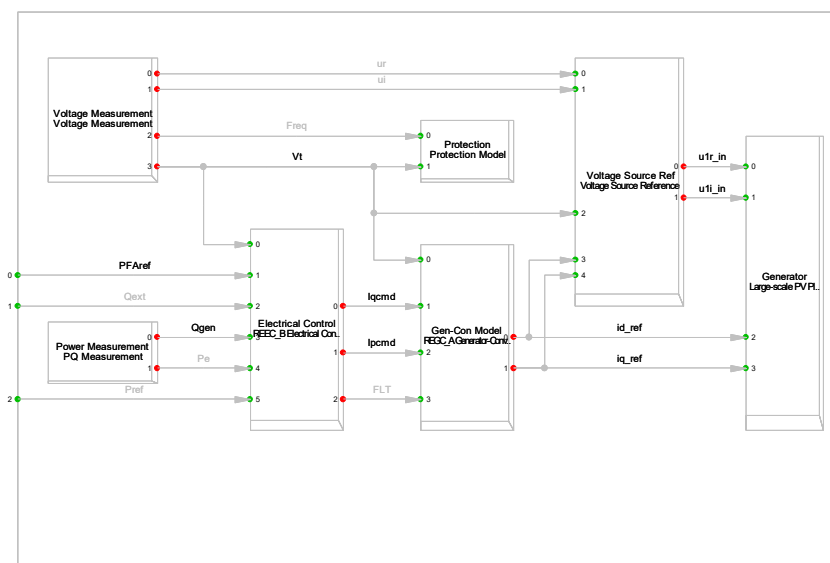 ur
ui
Voltage Measurement
Voltage Measurement
0
1
2
3
Freq
Vt
0
1
Protection
Protection Model
0
1
2
3
4
Voltage Source Ref
Voltage Source Reference
0
1
u1r_in
u1i_in
0
1
2
3
Generator
Large-scale PV Pl..
0
1
2
PFAref
Qext
Pref
Power Measurement
PQ Measurement
0
1
Qgen
Pe
0
1
2
3
4
5
Electrical Control
REEC_B Electrical Con..
0
1
2
Iqcmd
Ipcmd
FLT
0
1
2
3
Gen-Con Model
REGC_A Generator-Conv..
0
1
id_ref
iq_ref